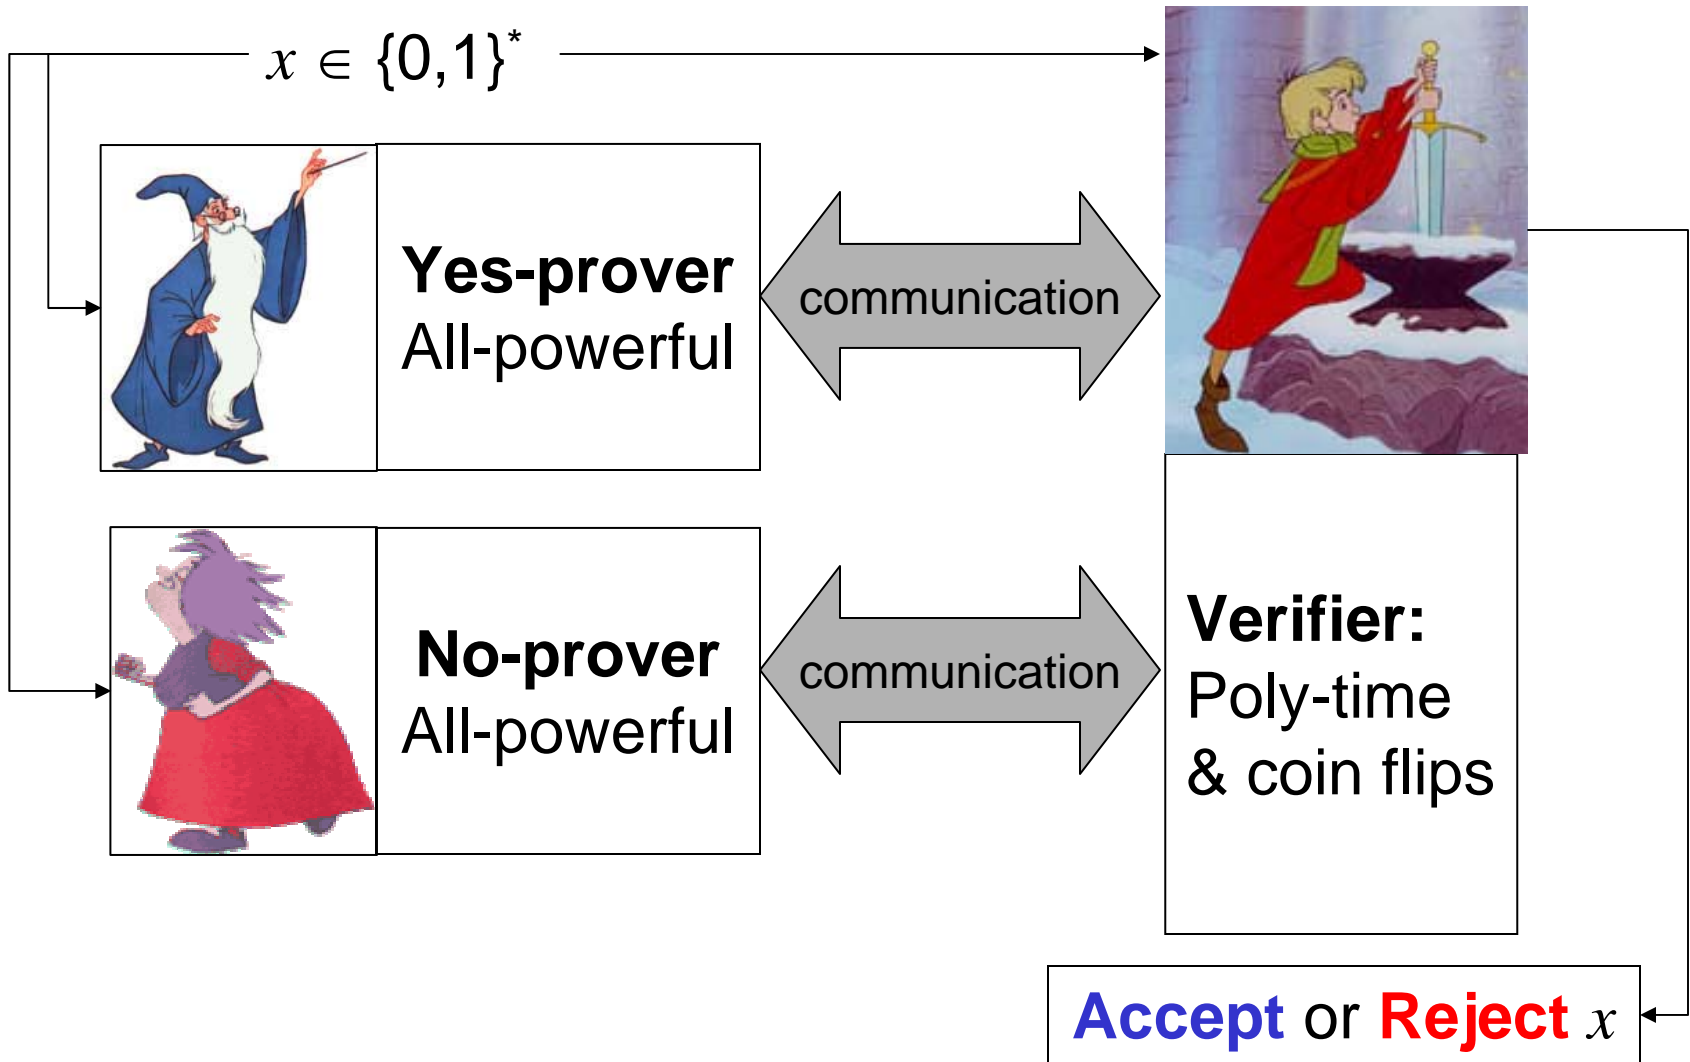 x ∈ {0,1}*
Yes-prover
All-powerful
communication
No-prover
All-powerful
communication
Verifier:
Poly-time
& coin flips
Accept or Reject x